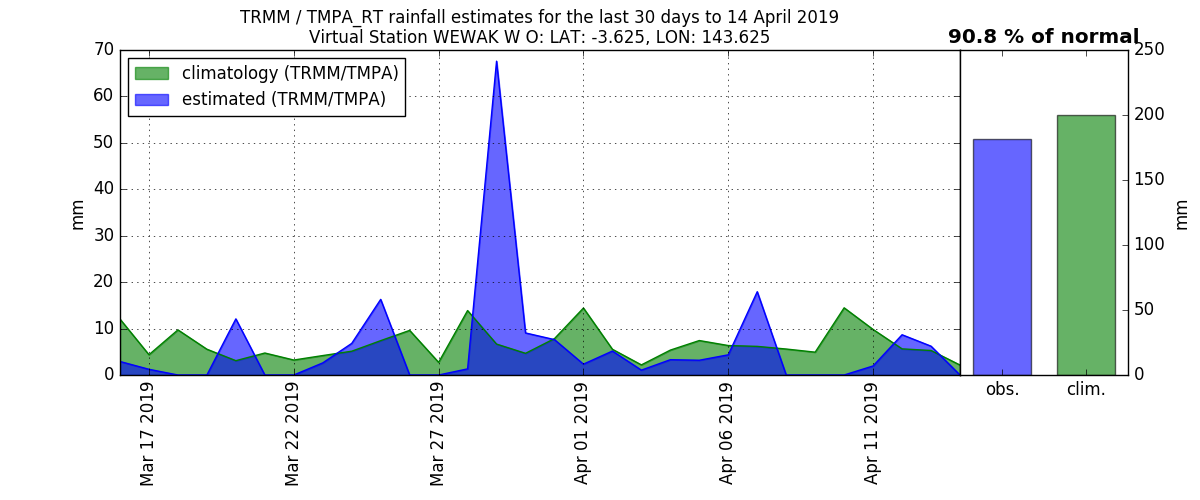 TRMM / TMPA_RT rainfall estimates for the last 30 days to 14 April 2019
Virtual Station WEWAK W O: LAT: -3.625, LON: 143.625
90.8 % of normal
climatology (TRMM/TMPA)
estimated (TRMM/TMPA)
mm
70
60
50
40
30
20
10
0
Mar 17 2019
Mar 22 2019
Mar 27 2019
Apr 01 2019
Apr 06 2019
Apr 11 2019
obs.
clim.
250
200
150
100
50
0
mm